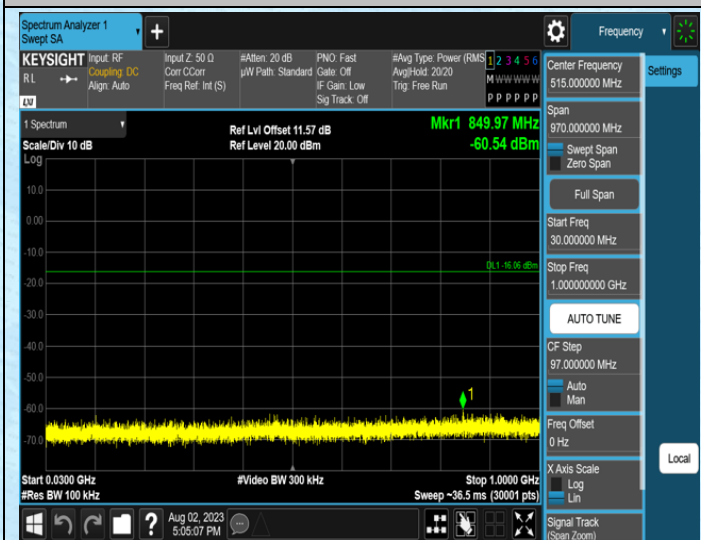 Spectrum Analyzer 1
Swept SA
+
Frequency
KEYSIGHT
RL
LXI
Input: RF
Coupling: DC
Align: Auto
Input Z: 50 Ω
Corr CCorr
Freq Ref: Int (S)
#Atten: 20 dB
µW Path: Standard
PNO: Fast
Gate: Off
IF Gain: Low
Sig Track: Off
#Avg Type: Power (RMS
Avg|Hold: 20/20
Trig: Free Run
1 2 3 4 5 6
M W W W W W
P P P P P P
Center Frequency
515.000000 MHz
Settings
Span
970.000000 MHz
Swept Span
Zero Span
Full Span
Start Freq
30.000000 MHz
Stop Freq
1.000000000 GHz
AUTO TUNE
CF Step
97.000000 MHz
Auto
Man
Freq Offset
0 Hz
X Axis Scale
Log
Lin
Signal Track
(Span Zoom)
Local
1 Spectrum
Scale/Div 10 dB
Log
Ref Lvl Offset 11.57 dB
Ref Level 20.00 dBm
Mkr1 849.97 MHz
-60.54 dBm
10.0
0.00
-10.0
DL1 -16.06 dBm
-20.0
-30.0
-40.0
-50.0
-60.0
1
-70.0
Start 0.0300 GHz
#Res BW 100 kHz
#Video BW 300 kHz
Stop 1.0000 GHz
Sweep ~36.5 ms (30001 pts)
?
Aug 02, 2023
5:05:07 PM